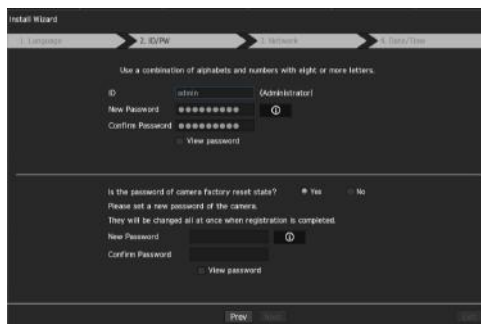 Install Wizard
1. Language 2. ID/PW 3. Network 4. Date/Time
Use a combination of alphabets and numbers with eight or more letters.
ID admin (Administrator)
New Password
Confirm Password
View password
Is the password of camera factory reset state? Yes No
Please set a new password of the camera.
They will be changed all at once when registration is completed.
New Password
Confirm Password
View password
Prev Next Exit